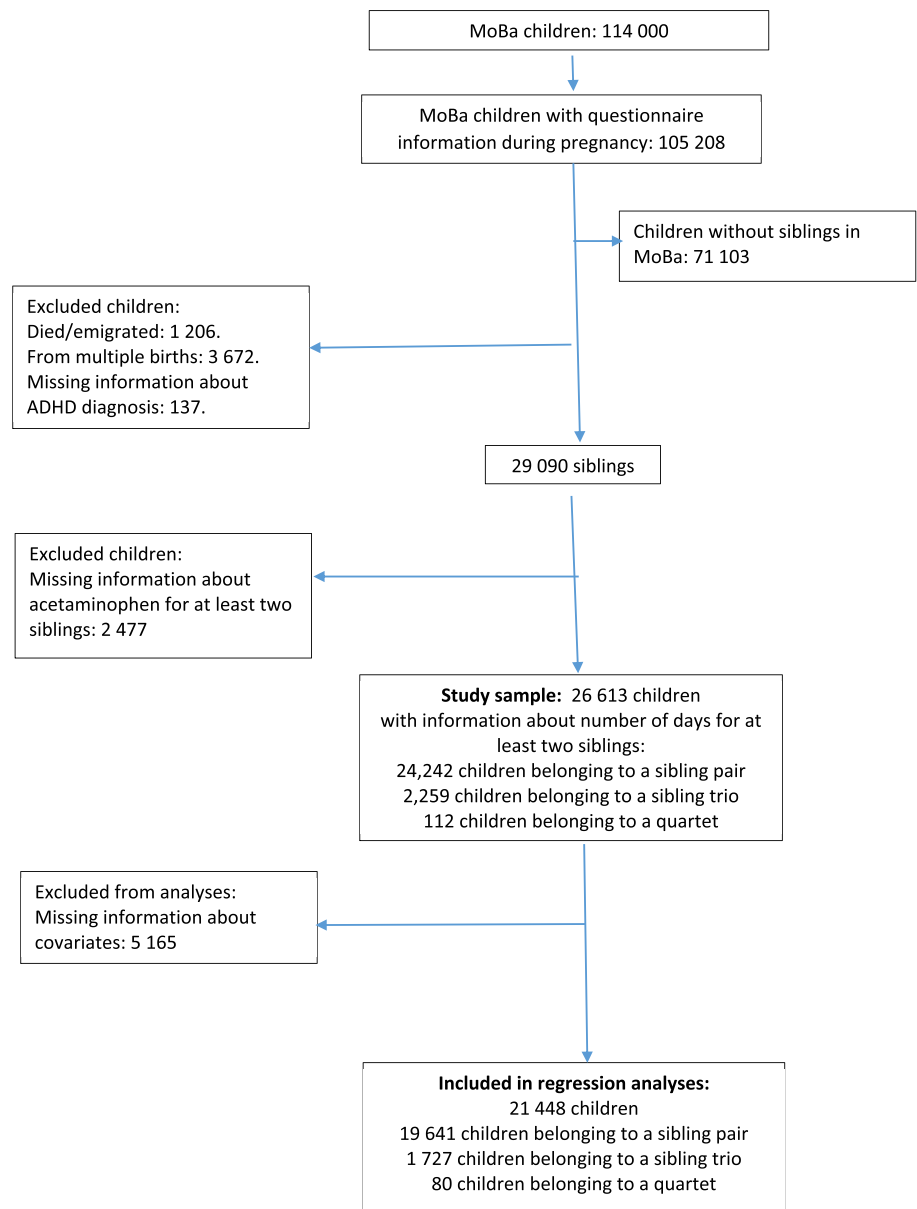 MoBa children: 114 000
MoBa children with questionnaire
information during pregnancy: 105 208
Children without siblings in
MoBa: 71 103
Excluded children:
Died/emigrated: 1 206.
From multiple births: 3 672.
Missing information about
ADHD diagnosis: 137.
29 090 siblings
Excluded children:
Missing information about
acetaminophen for at least two
siblings: 2 477
Study sample: 26 613 children
with information about number of days for at
least two siblings:
24,242 children belonging to a sibling pair
2,259 children belonging to a sibling trio
112 children belonging to a quartet
Excluded from analyses:
Missing information about
covariates: 5 165
Included in regression analyses:
21 448 children
19 641 children belonging to a sibling pair
1 727 children belonging to a sibling trio
80 children belonging to a quartet